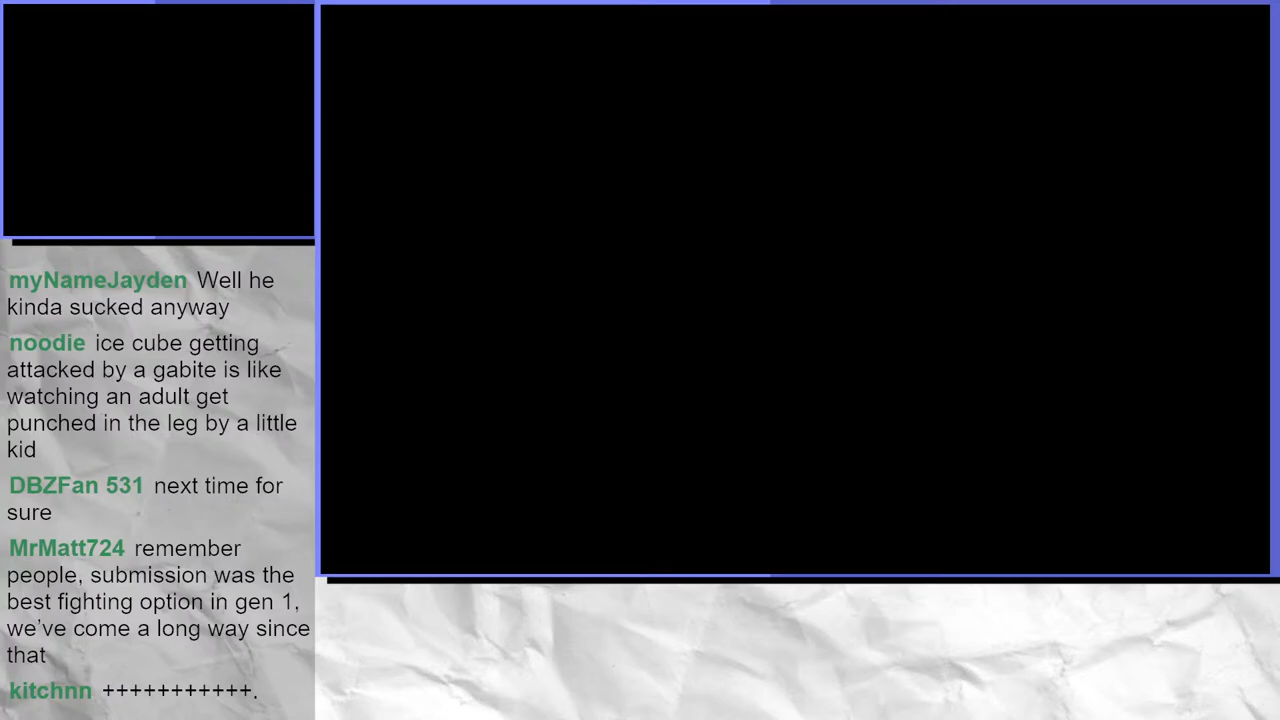 myNameJayden Well he
kinda sucked anyway
noodie ice cube getting
attacked by a gabite is like
watching an adult get
punched in the leg by a little
kid
DBZFan 531 next time for
sure
MrMatt724 remember
people, submission was the
best fighting option in gen 1,
we've come a long way since
that
kitchnn +++++++++++.